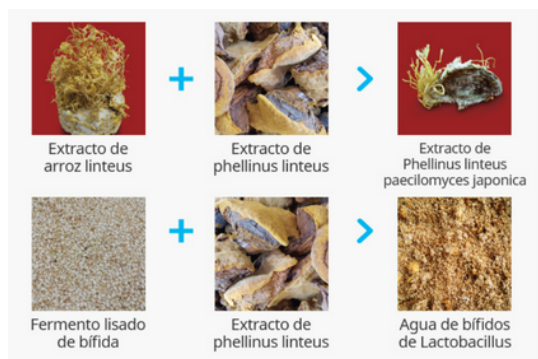 Extracto de
arroz linteus
Extracto de
phellinus linteus
Extracto de
Phellinus linteus
paecilomyces japonica
Fermento lisado
de bífida
Extracto de
phellinus linteus
Agua de bífidos
de Lactobacillus